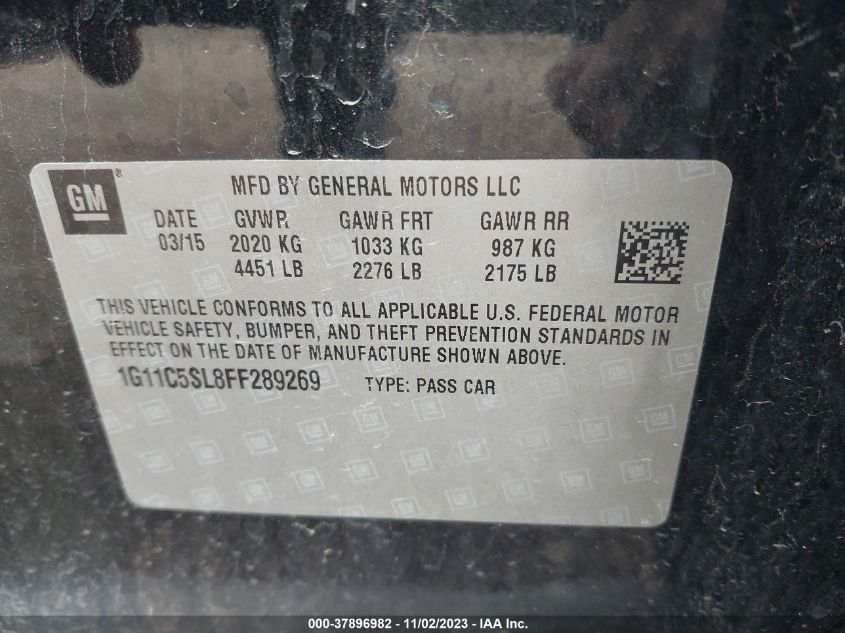 GM ® MFD BY GENERAL MOTORS LLC
DATE GVWR GAWR FRT GAWR RR
03/15 2020 KG 1033 KG 987 KG
4451 LB 2276 LB 2175 LB
THIS VEHICLE CONFORMS TO ALL APPLICABLE U.S. FEDERAL MOTOR
VEHICLE SAFETY, BUMPER, AND THEFT PREVENTION STANDARDS IN
EFFECT ON THE DATE OF MANUFACTURE SHOWN ABOVE.
1G11C5SL8FF289269 TYPE: PASS CAR
000-37896982 - 11/02/2023 - IAA Inc.